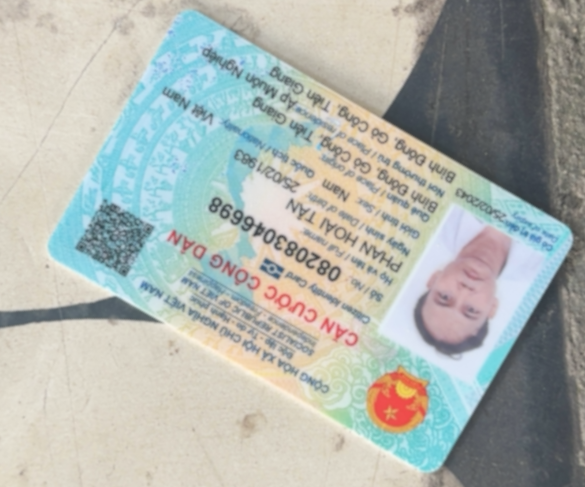 CỘNG HÒA XÃ HỘI CHỦ NGHĨA VIỆT NAM
Độc lập - Tự do - Hạnh phúc
SOCIALIST REPUBLIC OF VIET NAM
CĂN CƯỚC CÔNG DÂN
Citizen Identity Card
Số / No.: 082083046698
Họ và tên / Full name:
PHAN HOÀI TÂN
Ngày sinh / Date of birth: 25/02/1983
Giới tính / Sex: Nam Quốc tịch / Nationality: Việt Nam
Quê quán / Place of origin:
Bình Đông, Gò Công, Tiền Giang
Nơi thường trú / Place of residence: Ấp Muôn Nghiệp,
Bình Đông, Gò Công, Tiền Giang
Có giá trị đến: 25/02/2043